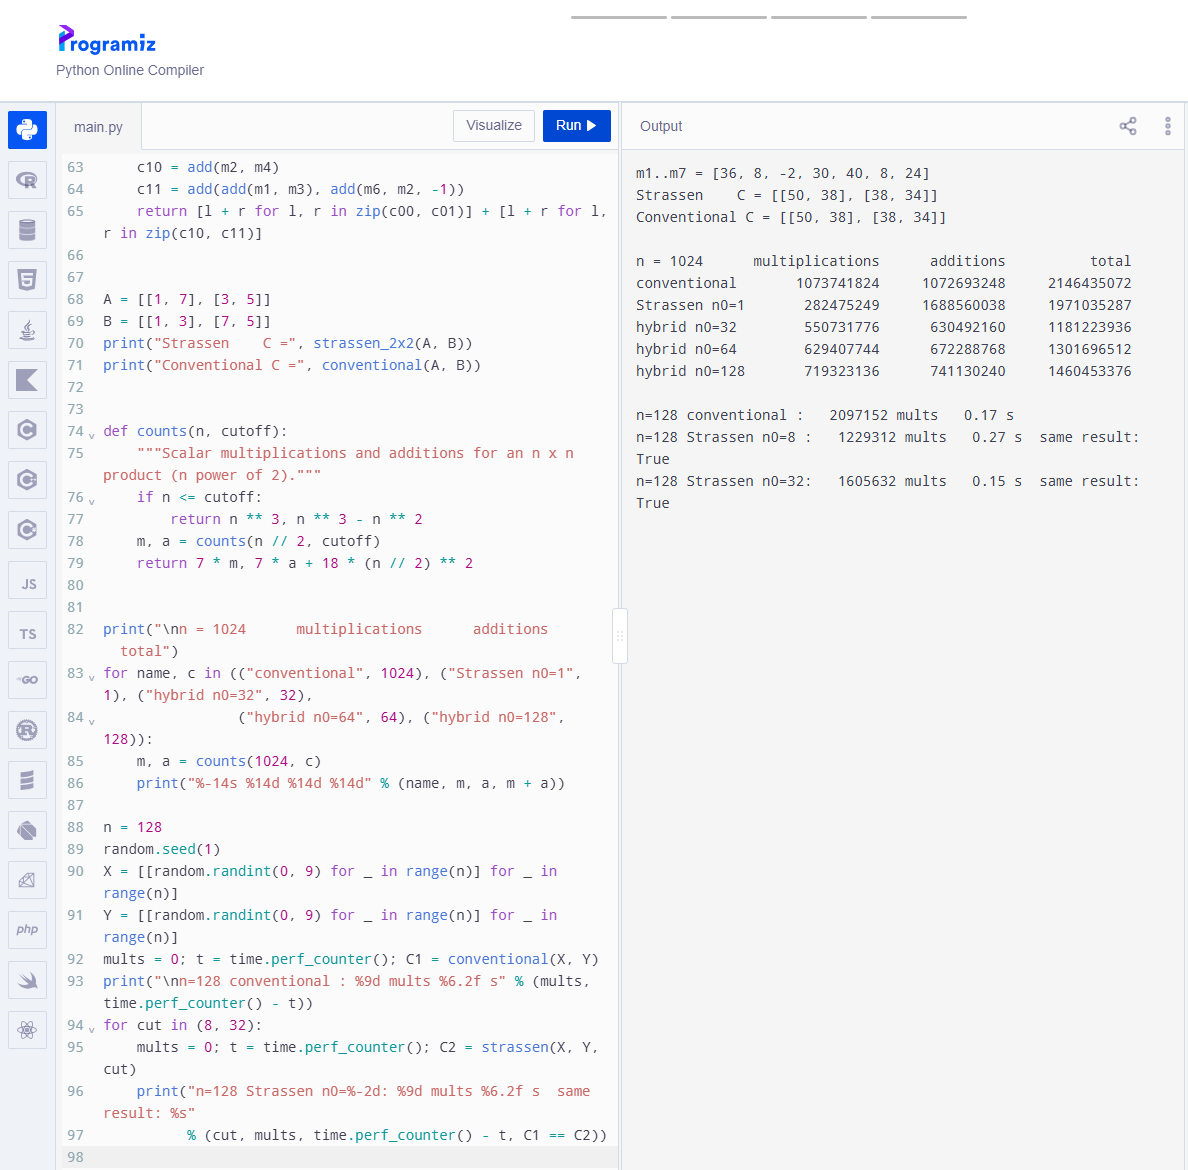 Programiz
Python Online Compiler
main.py
Visualize
Run
63 c10 = add(m2, m4)
64 c11 = add(add(m1, m3), add(m6, m2, -1))
65 return [l + r for l, r in zip(c00, c01)] + [l + r for l,
r in zip(c10, c11)]
66
67
68 A = [[1, 7], [3, 5]]
69 B = [[1, 3], [7, 5]]
70 print("Strassen    C =", strassen_2x2(A, B))
71 print("Conventional C =", conventional(A, B))
72
73
74 def counts(n, cutoff):
75 """Scalar multiplications and additions for an n x n
product (n power of 2)."""
76 if n <= cutoff:
77 return n ** 3, n ** 3 - n ** 2
78 m, a = counts(n // 2, cutoff)
79 return 7 * m, 7 * a + 18 * (n // 2) ** 2
80
81
82 print("\nn = 1024      multiplications      additions
total")
83 for name, c in (("conventional", 1024), ("Strassen n0=1",
1), ("hybrid n0=32", 32),
84 ("hybrid n0=64", 64), ("hybrid n0=128",
128)):
85 m, a = counts(1024, c)
86 print("%-14s %14d %14d %14d" % (name, m, a, m + a))
87
88 n = 128
89 random.seed(1)
90 X = [[random.randint(0, 9) for _ in range(n)] for _ in
range(n)]
91 Y = [[random.randint(0, 9) for _ in range(n)] for _ in
range(n)]
92 mults = 0; t = time.perf_counter(); C1 = conventional(X, Y)
93 print("\nn=128 conventional : %9d mults %6.2f s" % (mults,
time.perf_counter() - t))
94 for cut in (8, 32):
95 mults = 0; t = time.perf_counter(); C2 = strassen(X, Y,
cut)
96 print("n=128 Strassen n0=%-2d: %9d mults %6.2f s  same
result: %s"
97 % (cut, mults, time.perf_counter() - t, C1 == C2))
98
Output
m1..m7 = [36, 8, -2, 30, 40, 8, 24]
Strassen    C = [[50, 38], [38, 34]]
Conventional C = [[50, 38], [38, 34]]
n = 1024      multiplications      additions          total
conventional       1073741824     1072693248     2146435072
Strassen n0=1       282475249     1688560038     1971035287
hybrid n0=32        550731776      630492160     1181223936
hybrid n0=64        629407744      672288768     1301696512
hybrid n0=128       719323136      741130240     1460453376
n=128 conventional :   2097152 mults   0.17 s
n=128 Strassen n0=8 :   1229312 mults   0.27 s  same result:
True
n=128 Strassen n0=32:   1605632 mults   0.15 s  same result:
True
R
JS
TS
GO
php